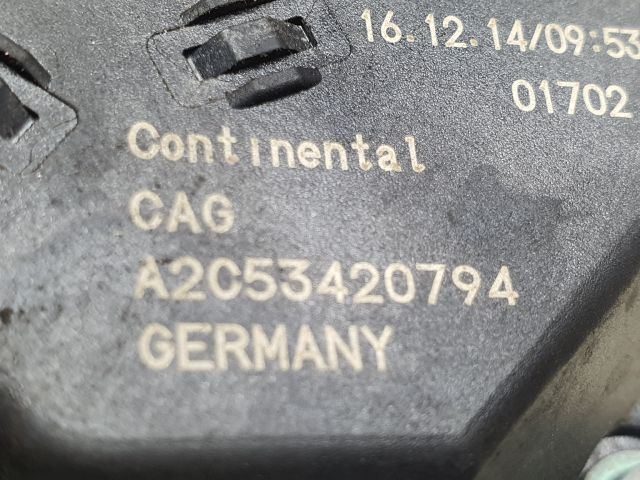 16.12.14/09:53
01702
Continental
CAG
A2C53420794
GERMANY